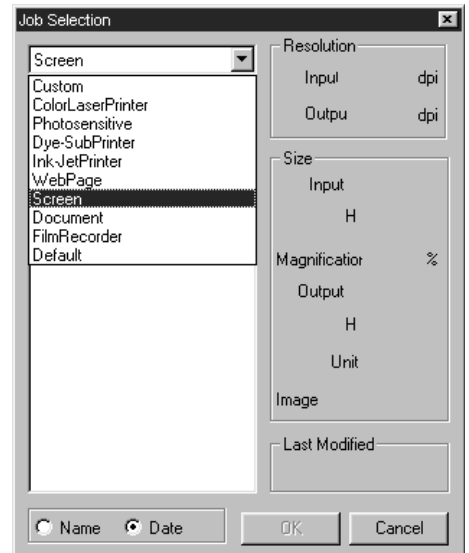 Job Selection
Screen
Custom
ColorLaserPrinter
Photosensitive
Dye-SubPrinter
Ink-JetPrinter
WebPage
Screen
Document
FilmRecorder
Default
Resolution
Input dpi
Outpu dpi
Size
Input
H
Magnification %
Output
H
Unit
Image
Last Modified
Name Date
OK Cancel